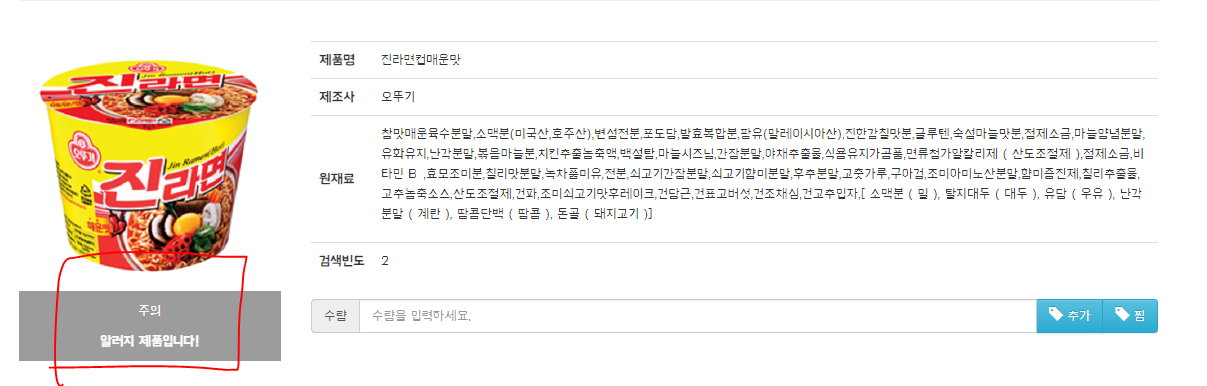 오뚜기
진라면
Jin Ramen(Hot)
오뚜기
Jin Ramen(Hot)
진라면
매운맛
주의
알러지 제품입니다!
제품명 진라면컵매운맛
제조사 오뚜기
원재료
참맛매운육수분말,소맥분(미국산,호주산),변성전분,포도당,발효복합분,팜유(말레이시아산),진한감칠맛분,글루텐,숙성마늘맛분,정제소금,마늘양념분말,
유화유지,난각분말,볶음마늘분,치킨추출농축액,백설탕,마늘시즈닝,간장분말,야채추출물,식용유지가공품,면류첨가알칼리제 ( 산도조절제 ),정제소금,비
타민 B ,효모조미분,칠리맛분말,녹차풍미유,전분,쇠고기간장분말,쇠고기향미분말,후추분말,고춧가루,구아검,조미아미노산분말,향미증진제,칠리추출물,
고추농축소스,산도조절제,건파,조미쇠고기맛후레이크,건당근,건표고버섯,건조채심,건고추입자,[ 소맥분 ( 밀 ), 탈지대두 ( 대두 ), 유당 ( 우유 ), 난각
분말 ( 계란 ), 땅콩단백 ( 땅콩 ), 돈골 ( 돼지고기 )]
검색빈도 2
수량 수량을 입력하세요. 추가 찜